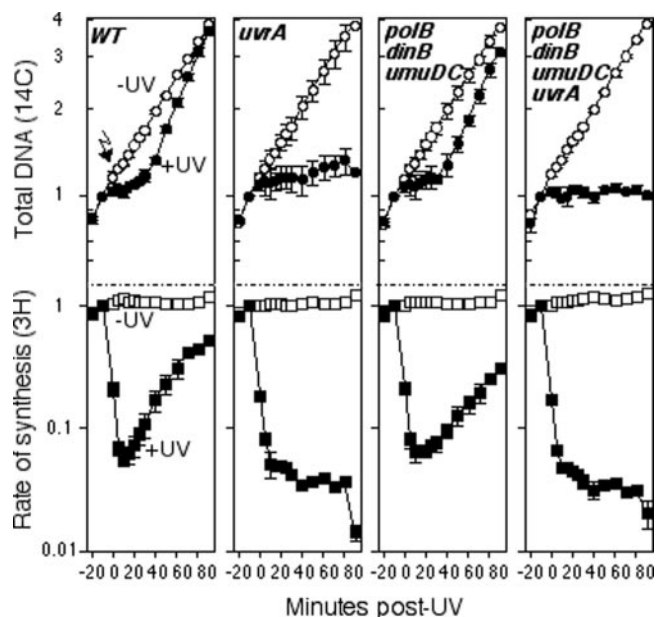 WT
uvrA
polB
dinB
umuDC
polB
dinB
umuDC
uvrA
Total DNA (14C)
4
3
2
1
-UV
+UV
Rate of synthesis (3H)
1
0.1
0.01
-UV
+UV
-20 0 20 40 60 80
-20 0 20 40 60 80
-20 0 20 40 60 80
-20 0 20 40 60 80
Minutes post-UV